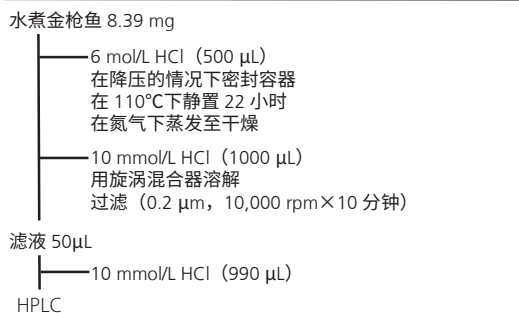 水煮金枪鱼 8.39 mg
6 mol/L HCl（500 μL）
在降压的情况下密封容器
在 110℃下静置 22 小时
在氮气下蒸发至干燥
10 mmol/L HCl（1000 μL）
用旋涡混合器溶解
过滤（0.2 μm，10,000 rpm×10 分钟）
滤液 50μL
10 mmol/L HCl（990 μL）
HPLC